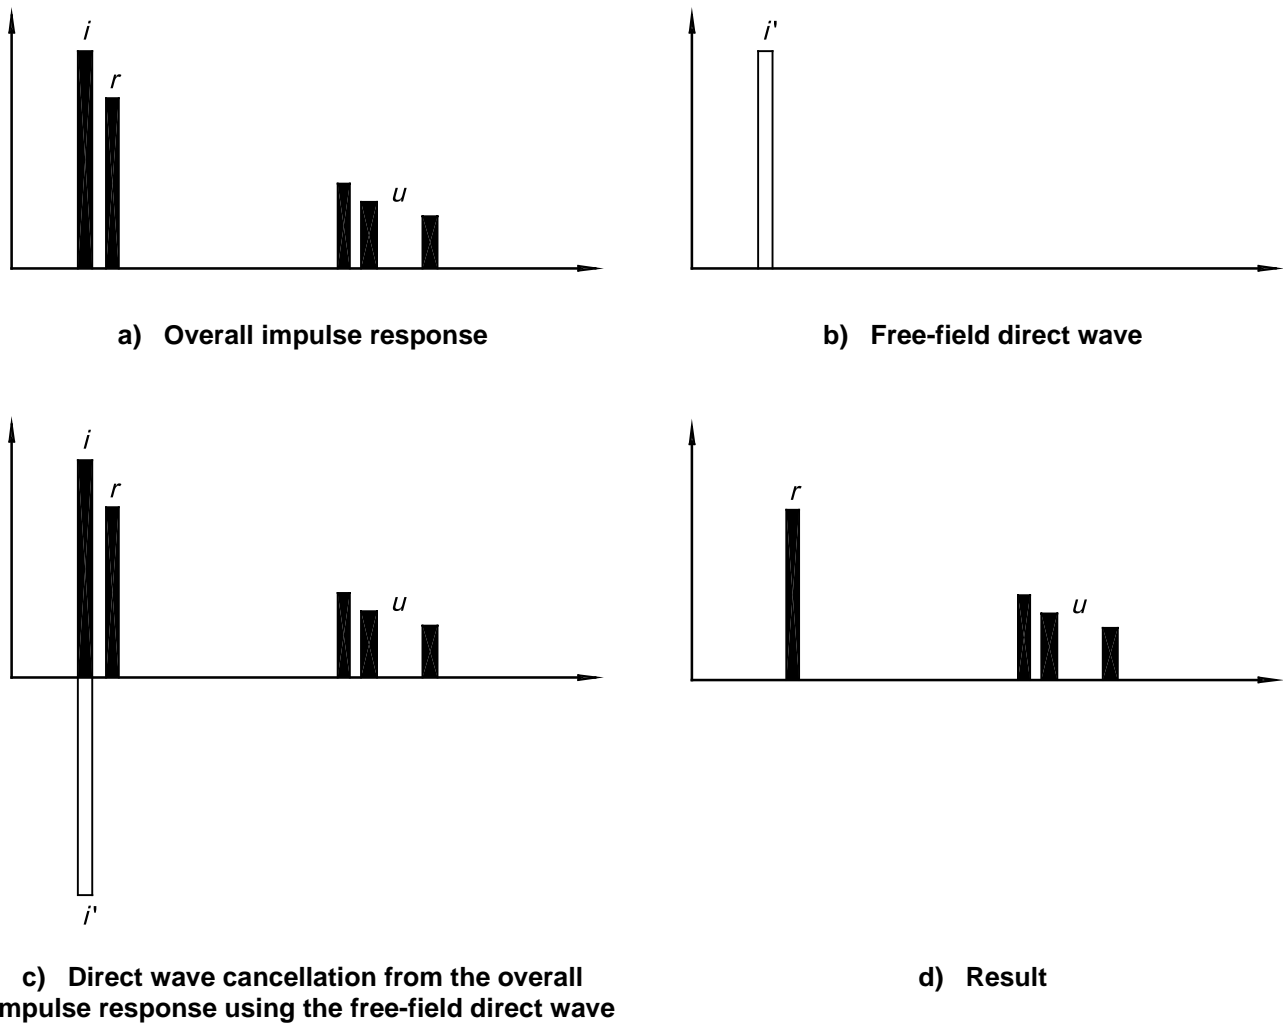 i
r
u
a) Overall impulse response
i'
b) Free-field direct wave
i
r
u
i'
c) Direct wave cancellation from the overall
impulse response using the free-field direct wave
r
u
d) Result